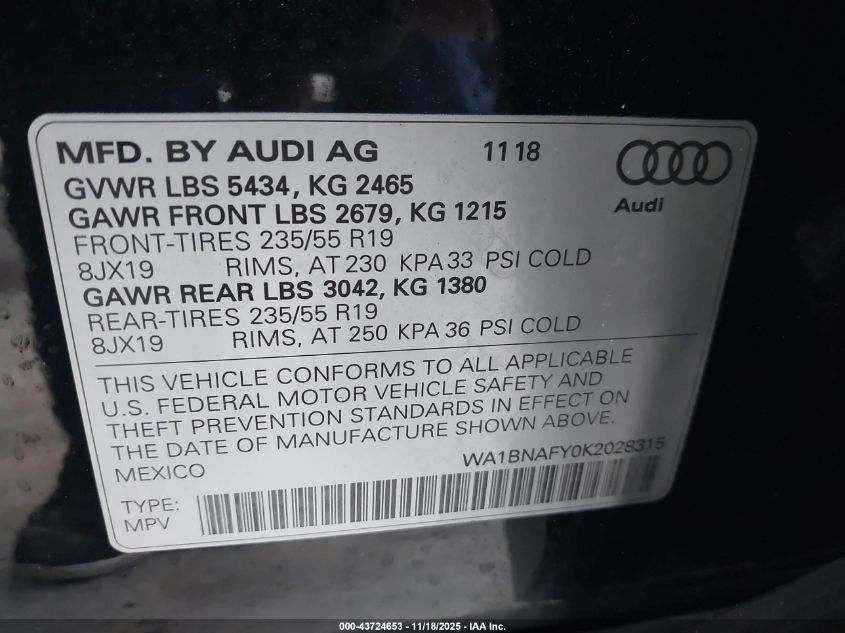 MFD. BY AUDI AG 11 18
GVWR LBS 5434, KG 2465
GAWR FRONT LBS 2679, KG 1215
FRONT-TIRES 235/55 R19
8JX19 RIMS, AT 230 KPA 33 PSI COLD
GAWR REAR LBS 3042, KG 1380
REAR-TIRES 235/55 R19
8JX19 RIMS, AT 250 KPA 36 PSI COLD
Audi
THIS VEHICLE CONFORMS TO ALL APPLICABLE
U.S. FEDERAL MOTOR VEHICLE SAFETY AND
THEFT PREVENTION STANDARDS IN EFFECT ON
THE DATE OF MANUFACTURE SHOWN ABOVE.
MEXICO WA1BNAFY0K2028315
TYPE:
MPV
000-43724653 - 11/18/2025 - IAA Inc.